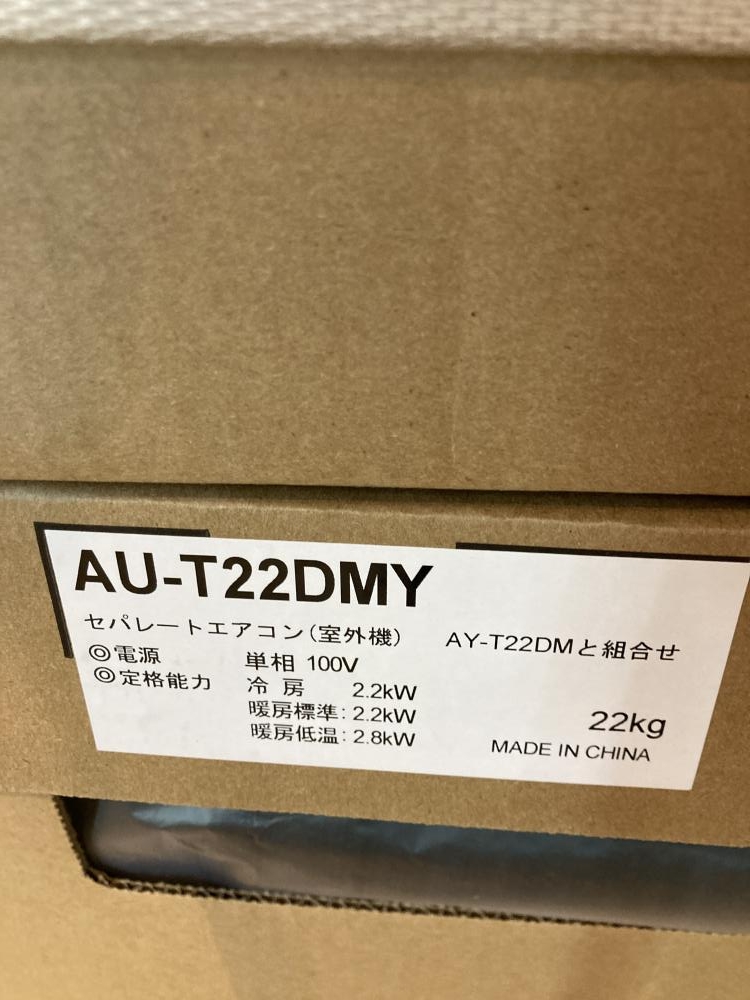 AU-T22DMY
セパレートエアコン(室外機) AY-T22DMと組合せ
◎電源 単相 100V
◎定格能力 冷房 2.2kW
暖房標準: 2.2kW
暖房低温: 2.8kW
22kg
MADE IN CHINA